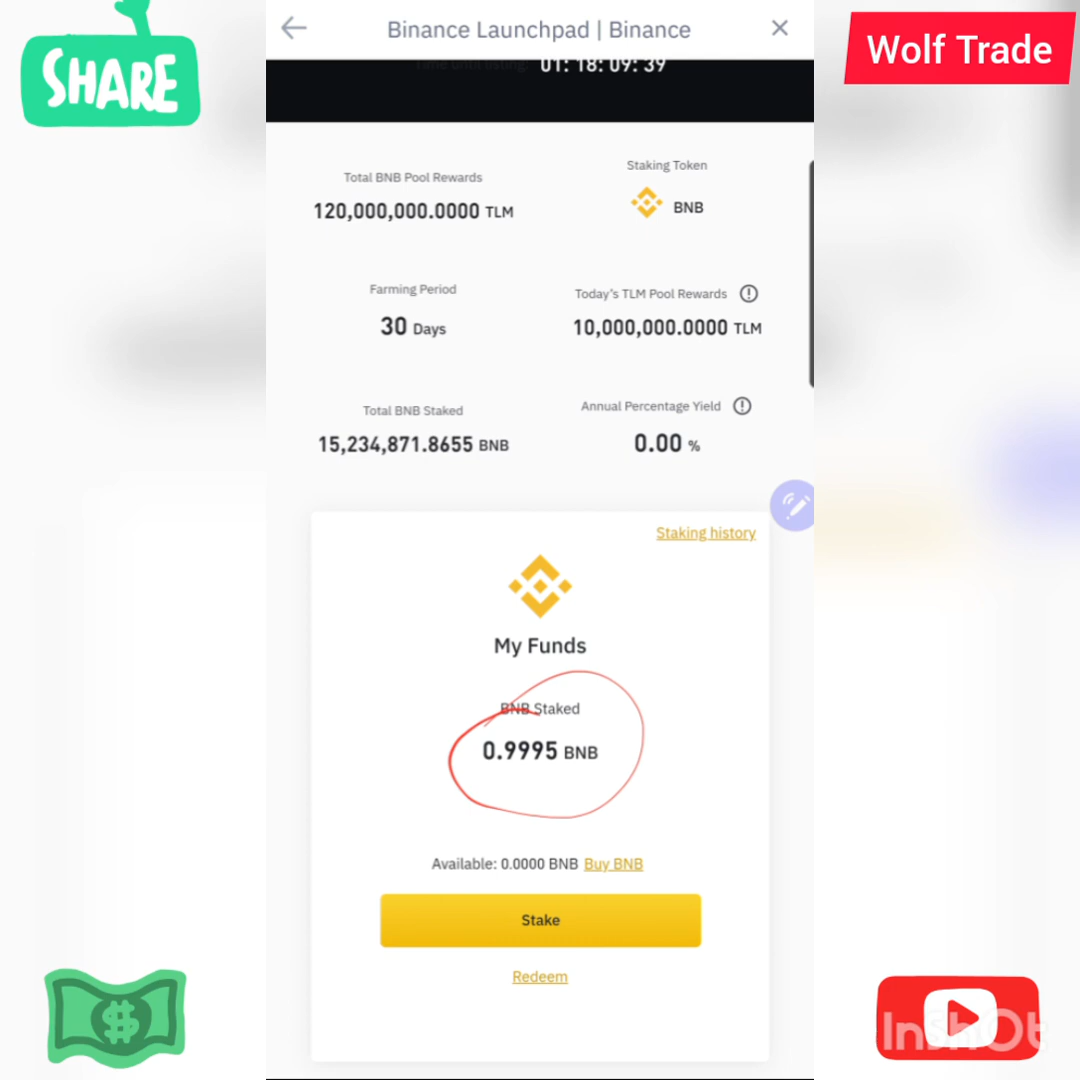 SHARE
Binance Launchpad | Binance
Wolf Trade
Time until listing: 01: 18: 09: 39
Total BNB Pool Rewards
120,000,000.0000 TLM
Staking Token
BNB
Farming Period
30 Days
Today's TLM Pool Rewards
10,000,000.0000 TLM
Total BNB Staked
15,234,871.8655 BNB
Annual Percentage Yield
0.00 %
Staking history
My Funds
BNB Staked
0.9995 BNB
Available: 0.0000 BNB Buy BNB
Stake
Redeem
InShOt